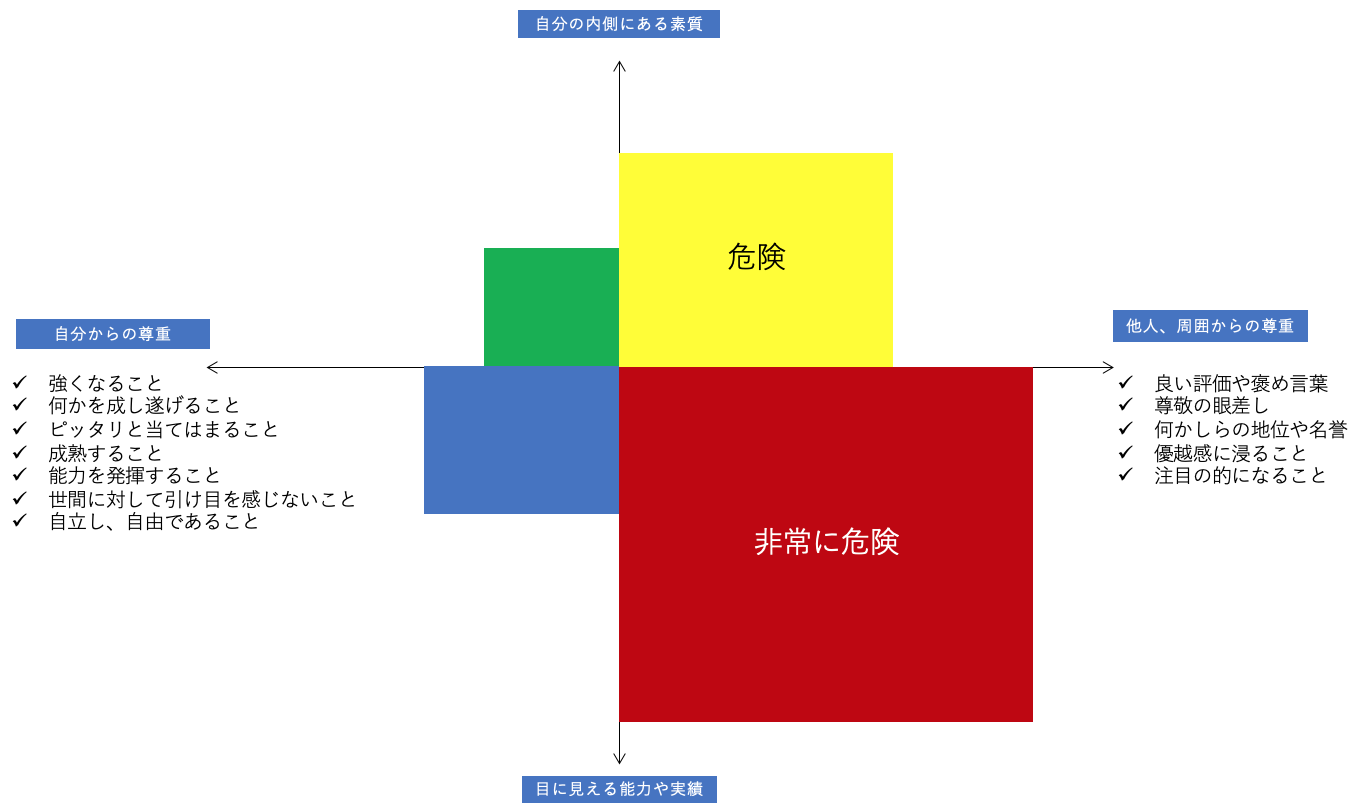 自分の内側にある素質
危険
自分からの尊重
他人、周囲からの尊重
✓ 強くなること
✓ 何かを成し遂げること
✓ ピッタリと当てはまること
✓ 成熟すること
✓ 能力を発揮すること
✓ 世間に対して引け目を感じないこと
✓ 自立し、自由であること
✓ 良い評価や褒め言葉
✓ 尊敬の眼差し
✓ 何かしらの地位や名誉
✓ 優越感に浸ること
✓ 注目の的になること
非常に危険
目に見える能力や実績